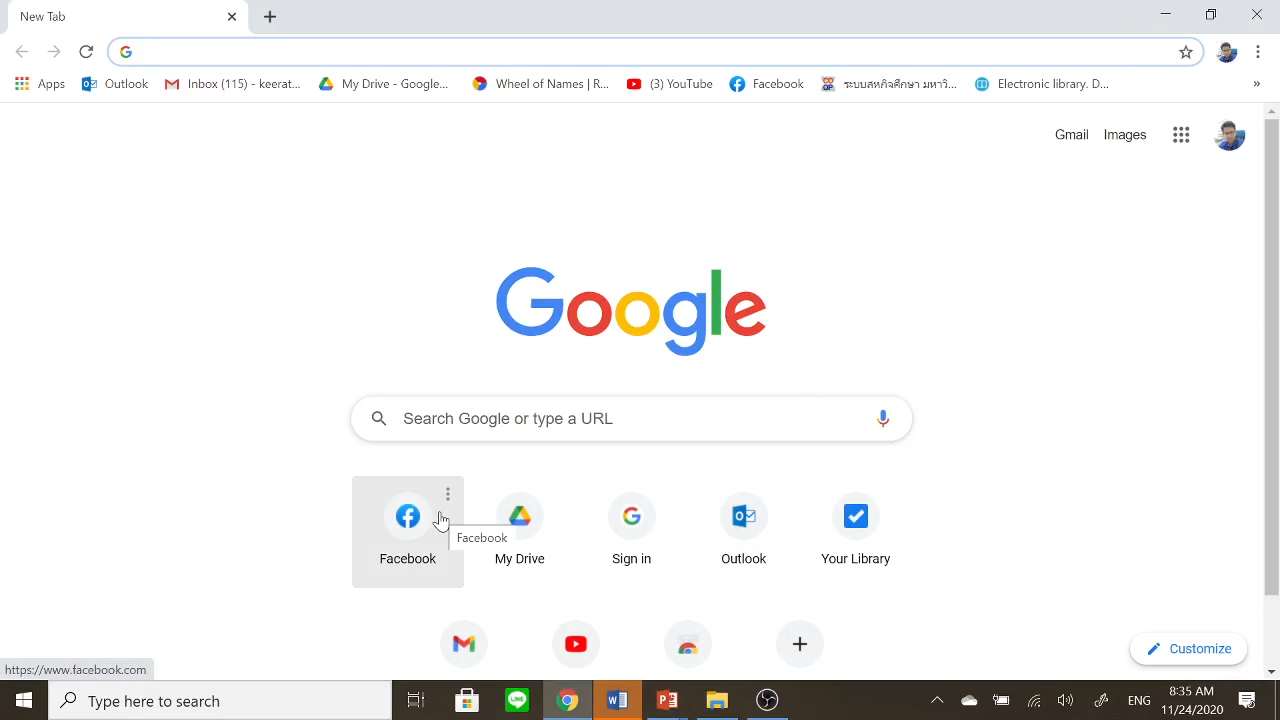 New Tab
Apps Outlook Inbox (115) - keerat... My Drive - Google... Wheel of Names | R... (3) YouTube Facebook ระบบสหกิจศึกษา มหาวิ... Electronic library. D... »
Gmail Images
Google
Search Google or type a URL
Facebook
Facebook My Drive Sign in Outlook Your Library
Customize
https://www.facebook.com
Type here to search
LINE
ENG
8:35 AM
11/24/2020